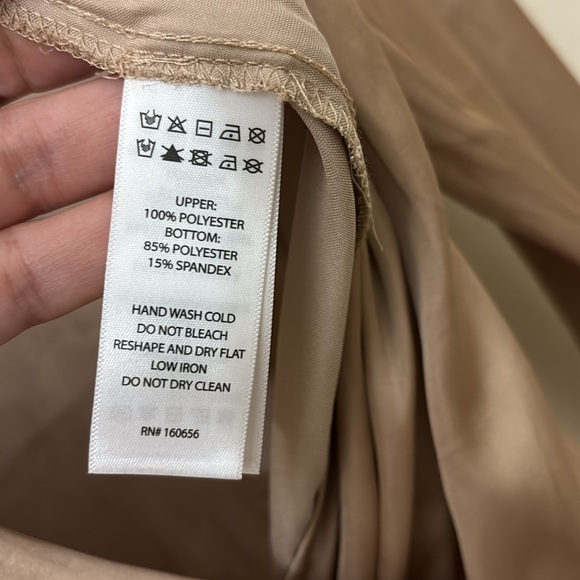 UPPER:
100% POLYESTER
BOTTOM:
85% POLYESTER
15% SPANDEX
HAND WASH COLD
DO NOT BLEACH
RESHAPE AND DRY FLAT
LOW IRON
DO NOT DRY CLEAN
RN# 160656